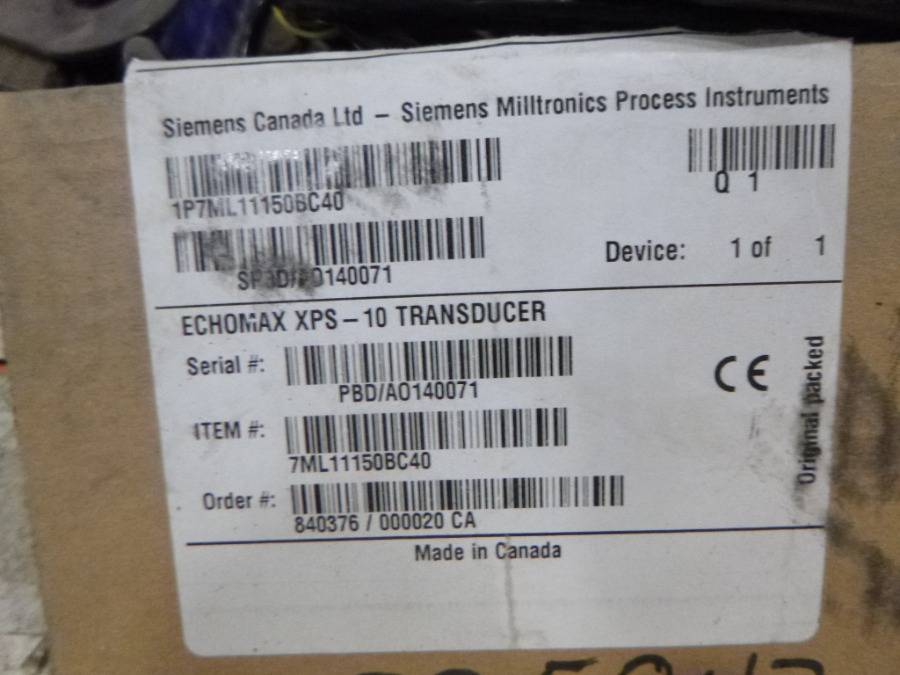 Siemens Canada Ltd – Siemens Milltronics Process Instruments
1P7ML11150BC40
Q 1
Device: 1 of 1
ECHOMAX XPS – 10 TRANSDUCER
Serial #:
PBD/AO140071
CE
Original packed
ITEM #:
7ML11150BC40
Order #:
840376 / 000020 CA
Made in Canada